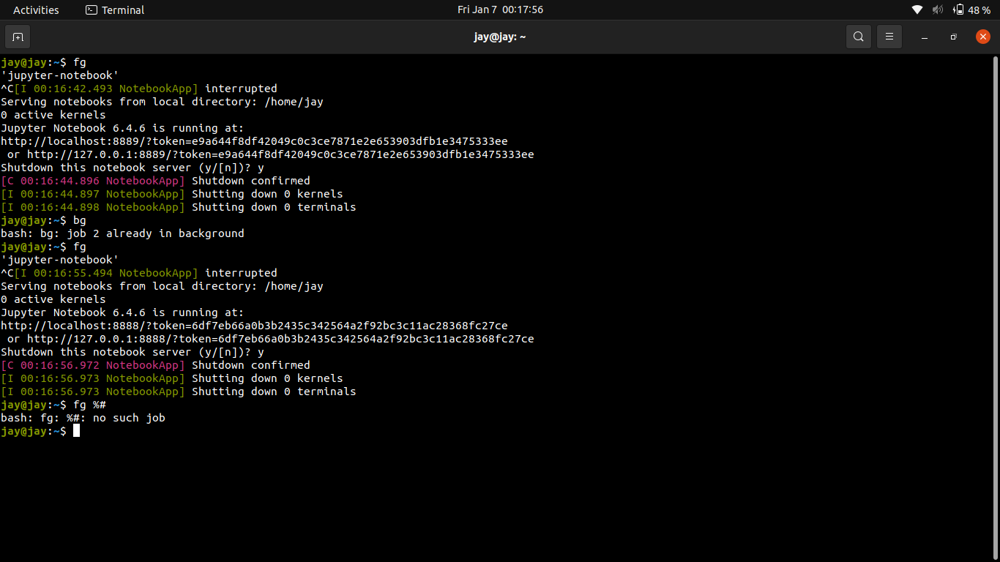 Activities Terminal Fri Jan 7 00:17:56 48 %
jay@jay: ~
jay@jay:~$ fg
'jupyter-notebook'
^C[I 00:16:42.493 NotebookApp] interrupted
Serving notebooks from local directory: /home/jay
0 active kernels
Jupyter Notebook 6.4.6 is running at:
http://localhost:8889/?token=e9a644f8df42049c0c3ce7871e2e653903dfb1e3475333ee
 or http://127.0.0.1:8889/?token=e9a644f8df42049c0c3ce7871e2e653903dfb1e3475333ee
Shutdown this notebook server (y/[n])? y
[C 00:16:44.896 NotebookApp] Shutdown confirmed
[I 00:16:44.897 NotebookApp] Shutting down 0 kernels
[I 00:16:44.898 NotebookApp] Shutting down 0 terminals
jay@jay:~$ bg
bash: bg: job 2 already in background
jay@jay:~$ fg
'jupyter-notebook'
^C[I 00:16:55.494 NotebookApp] interrupted
Serving notebooks from local directory: /home/jay
0 active kernels
Jupyter Notebook 6.4.6 is running at:
http://localhost:8888/?token=6df7eb66a0b3b2435c342564a2f92bc3c11ac28368fc27ce
 or http://127.0.0.1:8888/?token=6df7eb66a0b3b2435c342564a2f92bc3c11ac28368fc27ce
Shutdown this notebook server (y/[n])? y
[C 00:16:56.972 NotebookApp] Shutdown confirmed
[I 00:16:56.973 NotebookApp] Shutting down 0 kernels
[I 00:16:56.973 NotebookApp] Shutting down 0 terminals
jay@jay:~$ fg %#
bash: fg: %#: no such job
jay@jay:~$